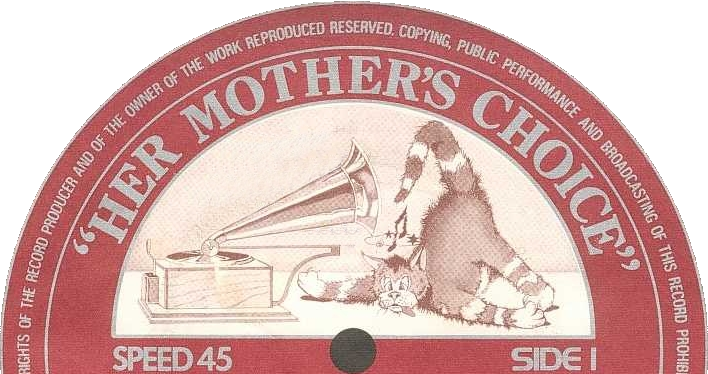 RIGHTS OF THE RECORD PRODUCER AND OF THE OWNER OF THE WORK REPRODUCED RESERVED. COPYING, PUBLIC PERFORMANCE AND BROADCASTING OF THIS RECORD PROHIB
"HER MOTHER'S CHOICE"
SPEED 45
SIDE 1